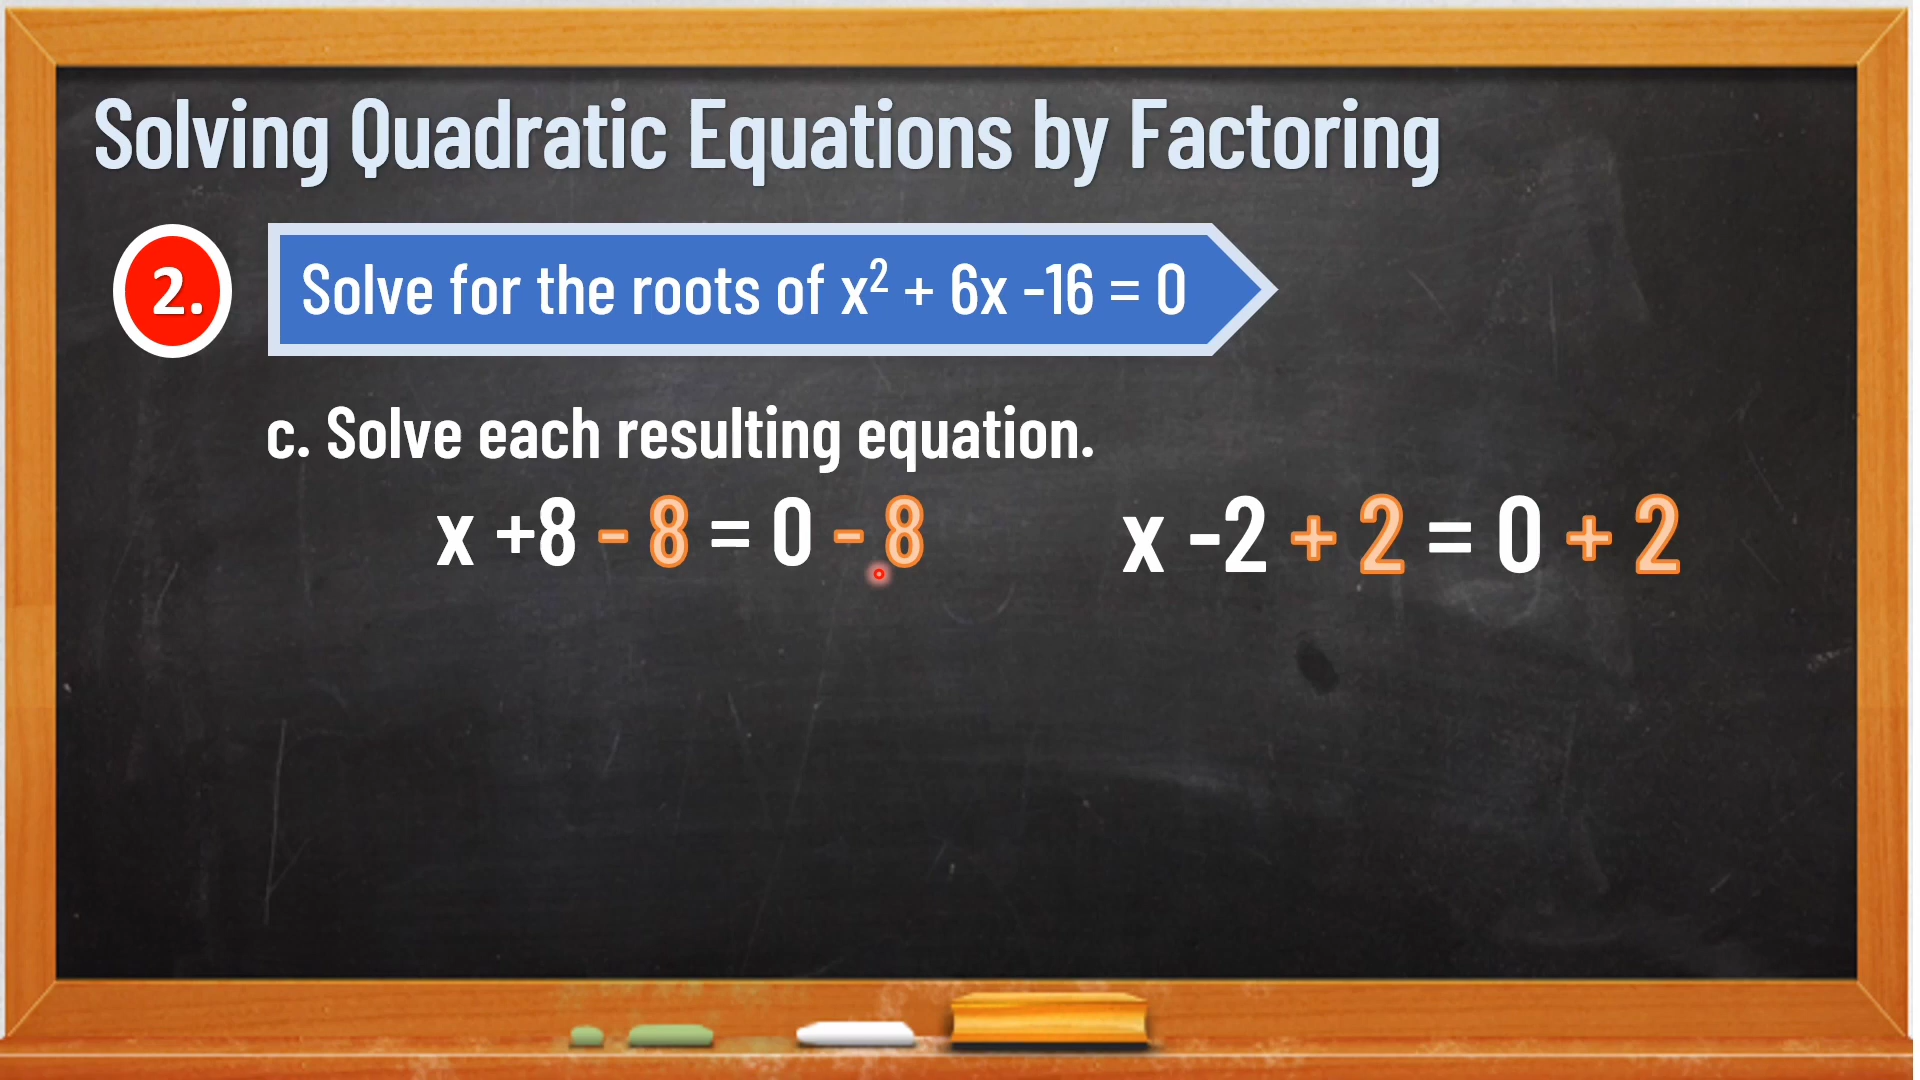 Solving Quadratic Equations by Factoring
2.
Solve for the roots of x² + 6x -16 = 0
c. Solve each resulting equation.
x +8 - 8 = 0 - 8
x -2 + 2 = 0 + 2